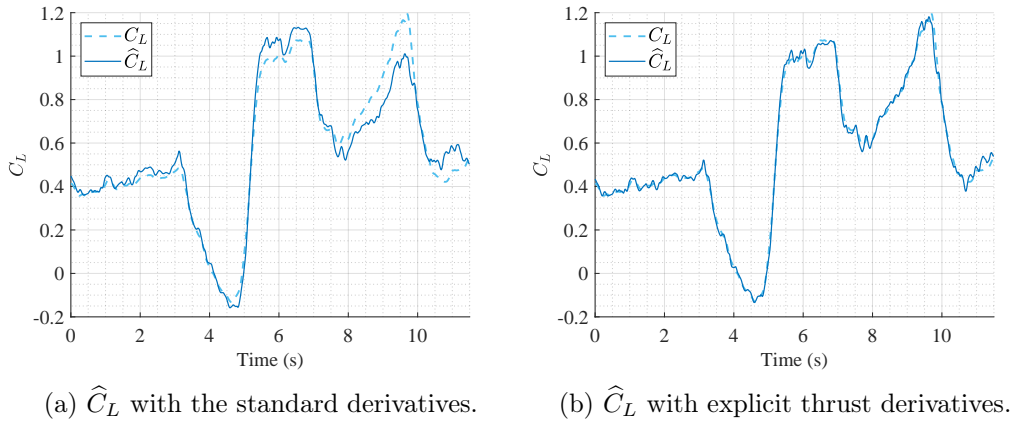 1.2
1
0.8
0.6
0.4
0.2
0
-0.2
C_L
C_L
Ĉ_L
0 2 4 6 8 10
Time (s)
(a) Ĉ_L with the standard derivatives.
1.2
1
0.8
0.6
0.4
0.2
0
-0.2
C_L
C_L
Ĉ_L
0 2 4 6 8 10
Time (s)
(b) Ĉ_L with explicit thrust derivatives.